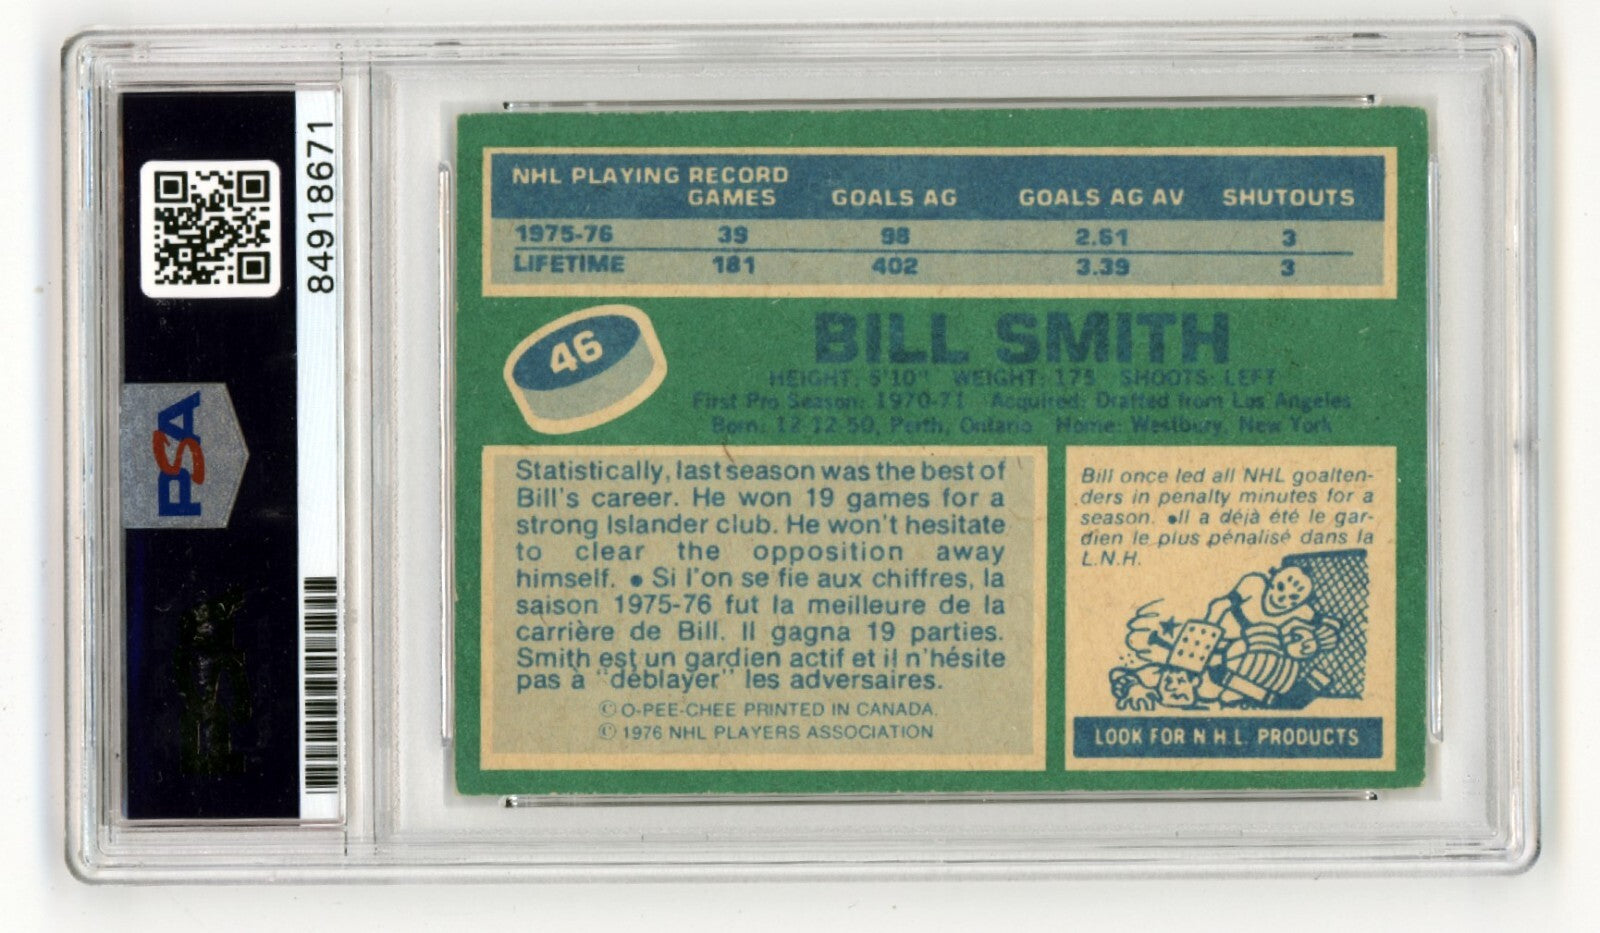 84918671
PSA
NHL PLAYING RECORD
GAMES GOALS AG GOALS AG AV SHUTOUTS
1975-76 39 98 2.61 3
LIFETIME 181 402 3.39 3
46
BILL SMITH
HEIGHT: 5'10" WEIGHT: 175 SHOOTS: LEFT
First Pro Season: 1970-71 Acquired: Drafted from Los Angeles
Born: 12-12-50, Perth, Ontario Home: Westbury, New York
Statistically, last season was the best of
Bill's career. He won 19 games for a
strong Islander club. He won't hesitate
to clear the opposition away
himself. • Si l'on se fie aux chiffres, la
saison 1975-76 fut la meilleure de la
carrière de Bill. Il gagna 19 parties.
Smith est un gardien actif et il n'hésite
pas à "déblayer" les adversaires.
© O-PEE-CHEE PRINTED IN CANADA.
© 1976 NHL PLAYERS ASSOCIATION
Bill once led all NHL goalten-
ders in penalty minutes for a
season. •Il a déjà été le gar-
dien le plus pénalisé dans la
L.N.H.
LOOK FOR N.H.L. PRODUCTS